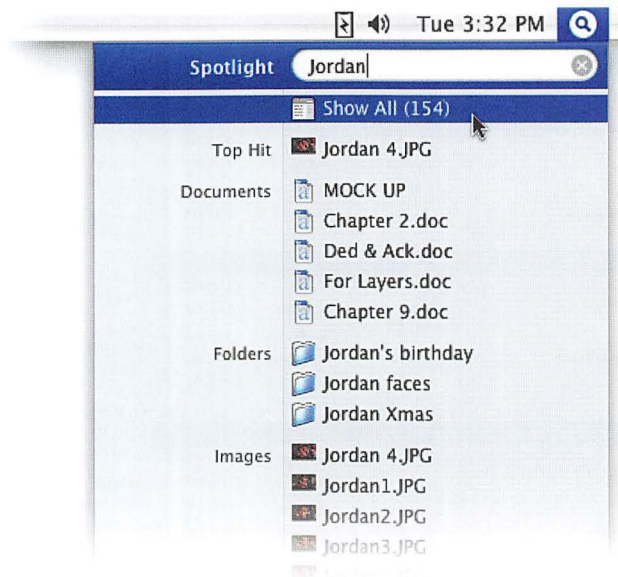 Tue 3:32 PM
Spotlight Jordan
Show All (154)
Top Hit Jordan 4.JPG
Documents MOCK UP
Chapter 2.doc
Ded & Ack.doc
For Layers.doc
Chapter 9.doc
Folders Jordan's birthday
Jordan faces
Jordan Xmas
Images Jordan 4.JPG
Jordan1.JPG
Jordan2.JPG
Jordan3.JPG